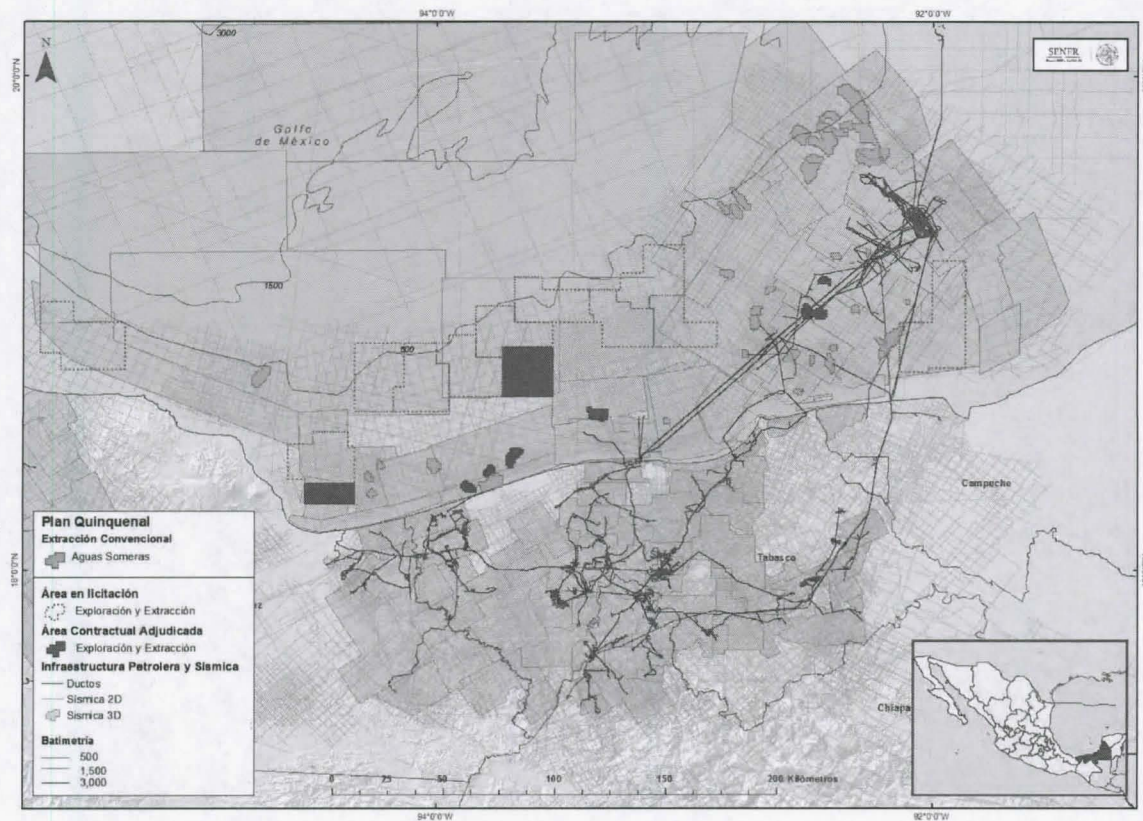 94°0'0"W
92°0'0"W
3000
N
SENER
20°0'0"N
Golfo
de México
1500
500
Campeche
Plan Quinquenal
Extracción Convencional
Aguas Someras
Tabasco
18°0'0"N
Área en licitación
Exploración y Extracción
Área Contractual Adjudicada
Exploración y Extracción
Infraestructura Petrolera y Sísmica
Ductos
Sísmica 2D
Sísmica 3D
Chiapa
Batimetría
500
1,500
3,000
0 25 50 100 150 200 Kilómetros
94°0'0"W
92°0'0"W